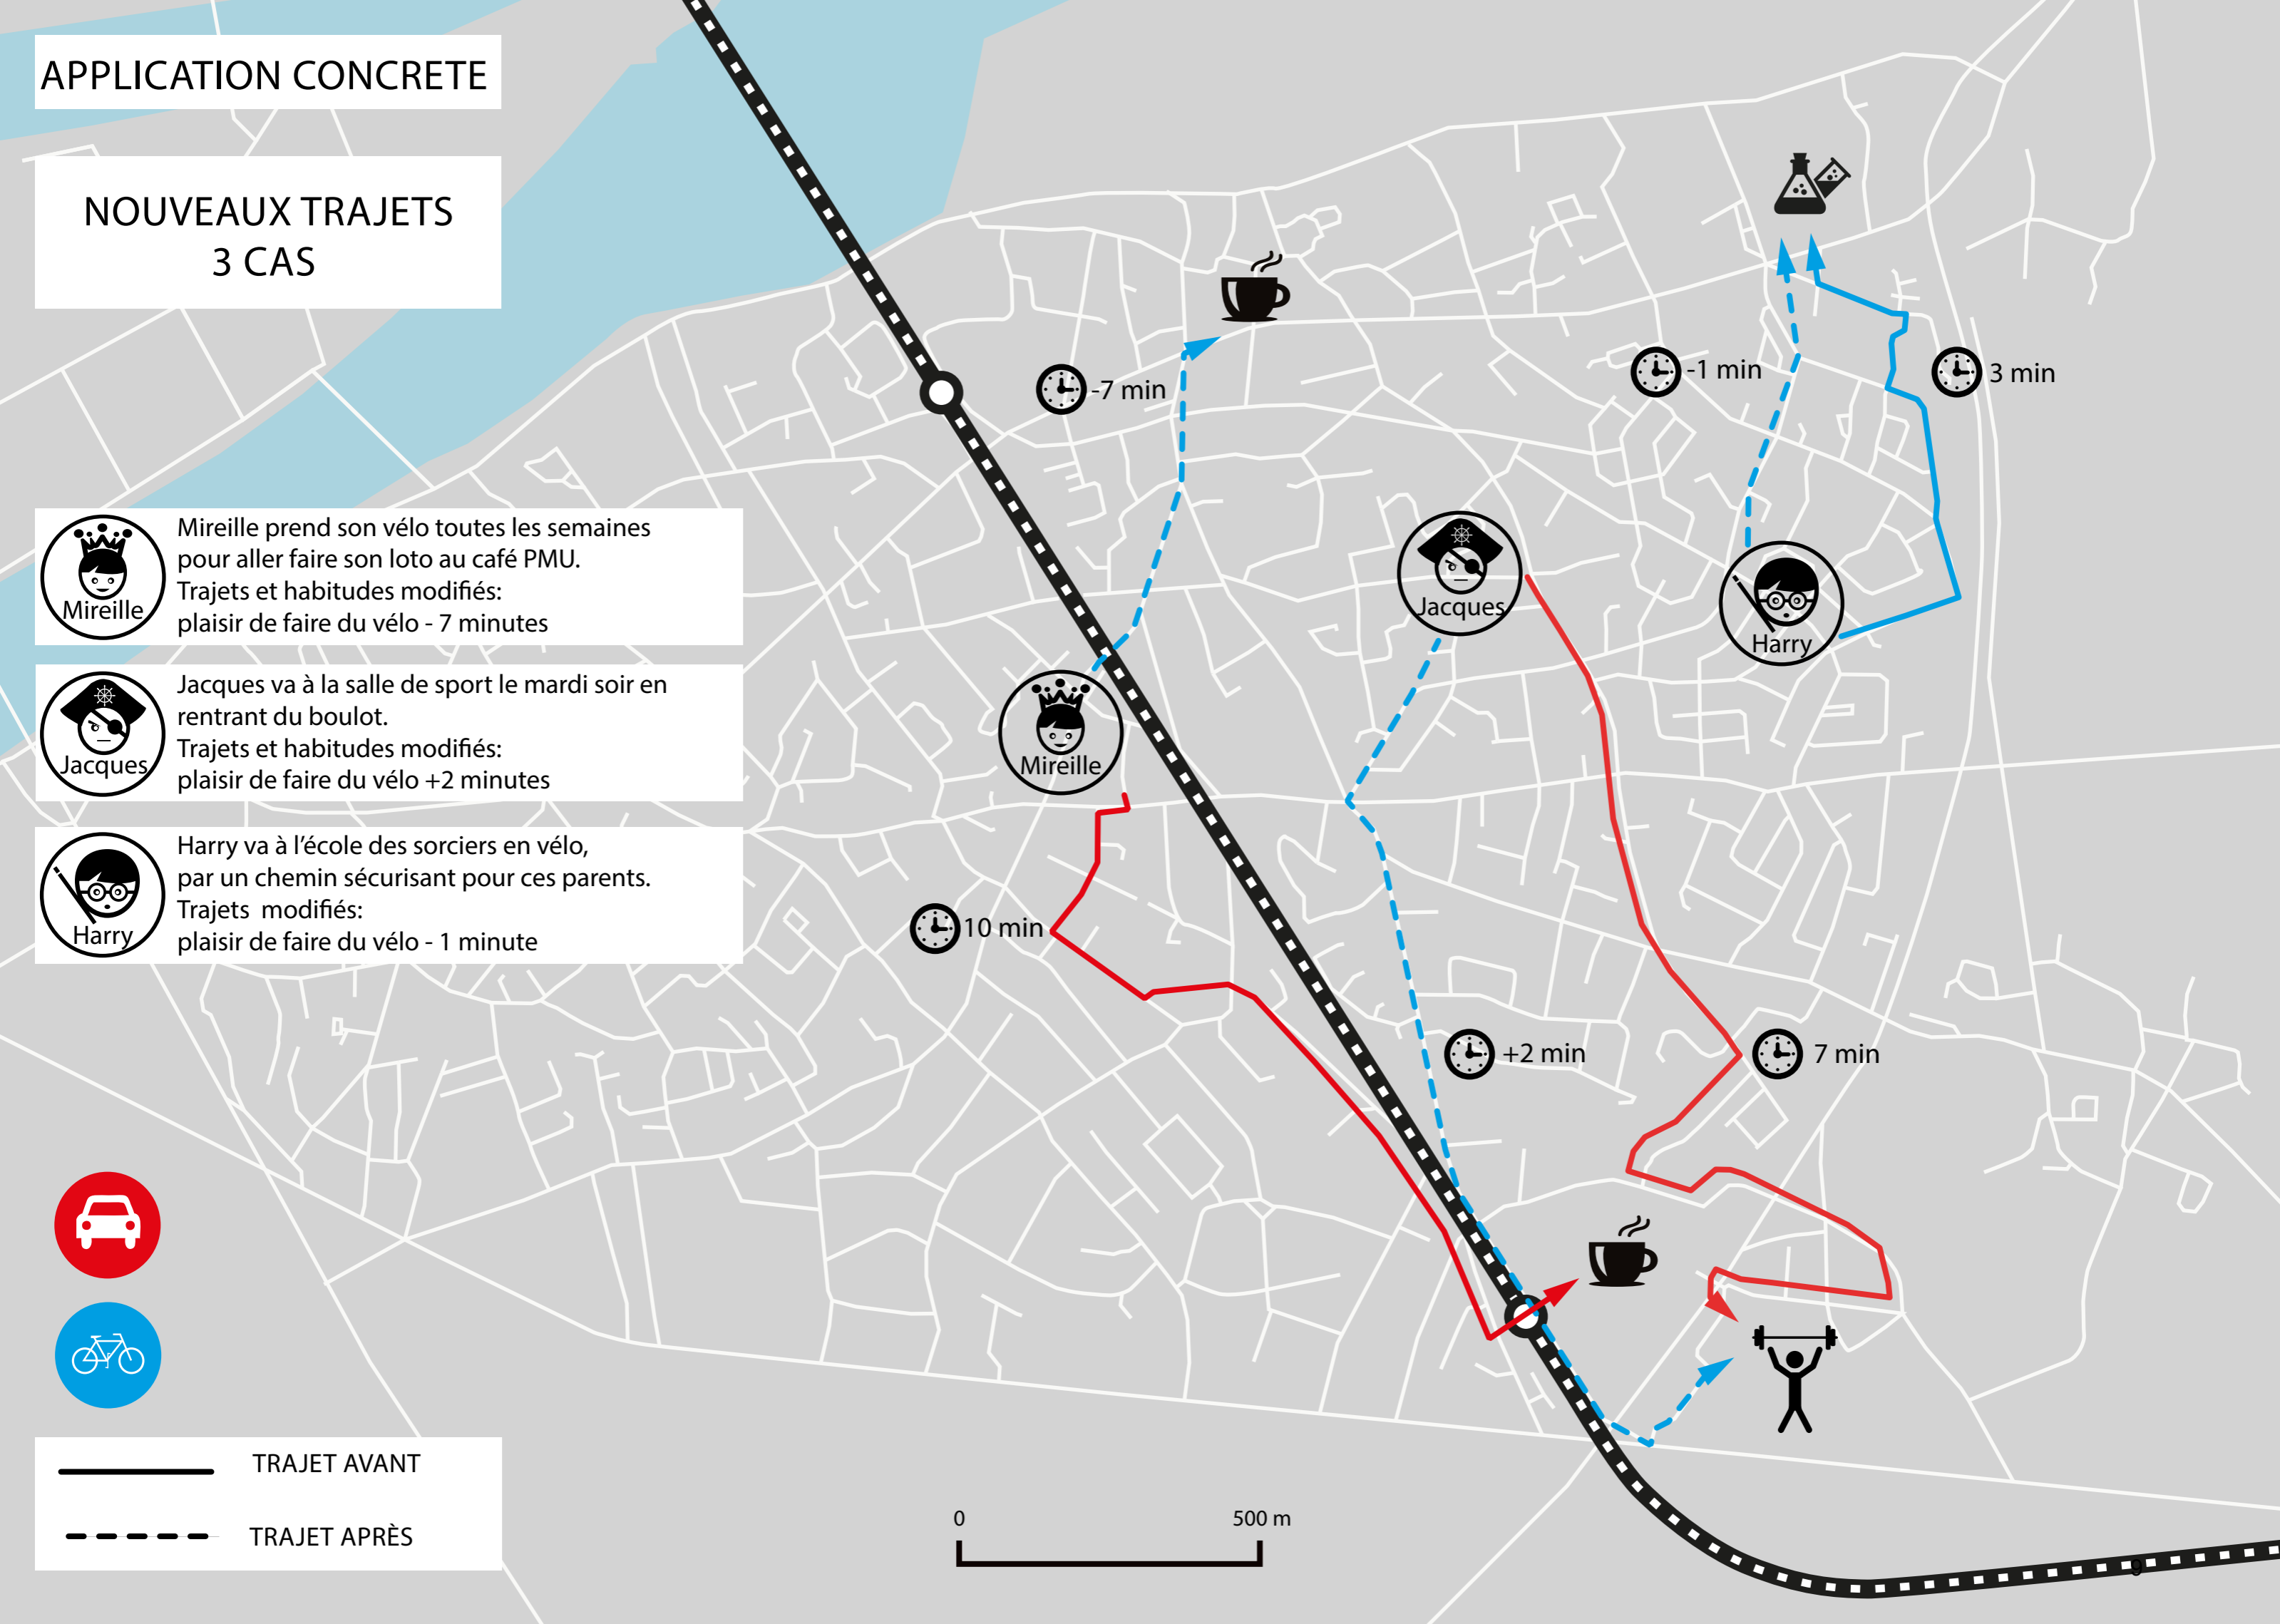 APPLICATION CONCRETE
NOUVEAUX TRAJETS
3 CAS
Mireille
Mireille prend son vélo toutes les semaines
pour aller faire son loto au café PMU.
Trajets et habitudes modifiés:
plaisir de faire du vélo - 7 minutes
Jacques
Jacques va à la salle de sport le mardi soir en
rentrant du boulot.
Trajets et habitudes modifiés:
plaisir de faire du vélo +2 minutes
Harry
Harry va à l'école des sorciers en vélo,
par un chemin sécurisant pour ces parents.
Trajets modifiés:
plaisir de faire du vélo - 1 minute
-7 min
-1 min
3 min
Jacques
Harry
Mireille
10 min
+2 min
7 min
TRAJET AVANT
TRAJET APRÈS
0
500 m
9